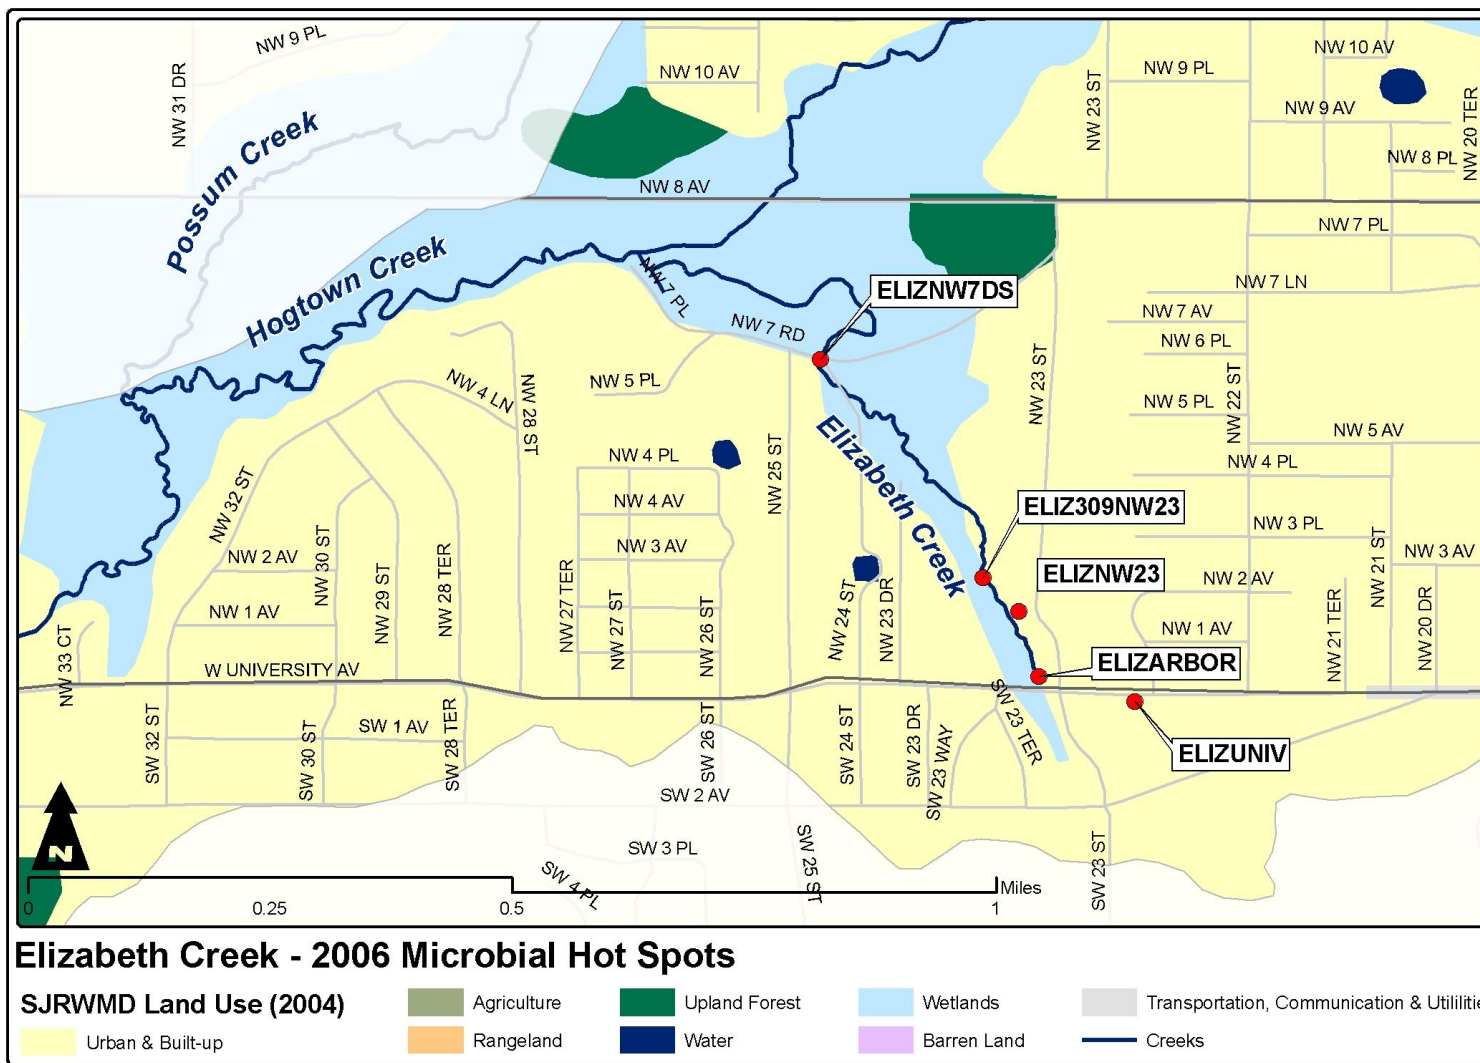 NW 9 PL
NW 31 DR
NW 10 AV
NW 23 ST
NW 9 PL
NW 10 AV
NW 9 AV
NW 8 PL
NW 20 TER
Possum Creek
NW 8 AV
NW 7 PL
Hogtown Creek
NW 7 PL
NW 7 RD
ELIZNW7DS
NW 7 LN
NW 7 AV
NW 6 PL
NW 5 PL
NW 4 LN
NW 28 ST
NW 23 ST
NW 22 ST
NW 5 PL
NW 5 AV
NW 4 PL
NW 25 ST
Elizabeth Creek
NW 4 PL
NW 32 ST
NW 4 AV
ELIZ309NW23
NW 3 PL
NW 3 AV
NW 2 AV
NW 30 ST
NW 29 ST
NW 28 TER
NW 27 TER
NW 27 ST
NW 26 ST
NW 24 ST
NW 23 DR
ELIZNW23
NW 2 AV
NW 21 ST
NW 3 AV
NW 1 AV
NW 1 AV
NW 21 TER
NW 20 DR
NW 33 CT
W UNIVERSITY AV
ELIZARBOR
SW 32 ST
SW 30 ST
SW 1 AV
SW 28 TER
SW 26 ST
SW 24 ST
SW 23 DR
SW 23 WAY
SW 23 TER
ELIZUNIV
SW 2 AV
SW 3 PL
SW 4 PL
SW 25 ST
SW 23 ST
N
0
0.25
0.5
1
Miles
Elizabeth Creek - 2006 Microbial Hot Spots
SJRWMD Land Use (2004)
Urban & Built-up
Agriculture
Rangeland
Upland Forest
Water
Wetlands
Barren Land
Transportation, Communication & Utilitie
Creeks